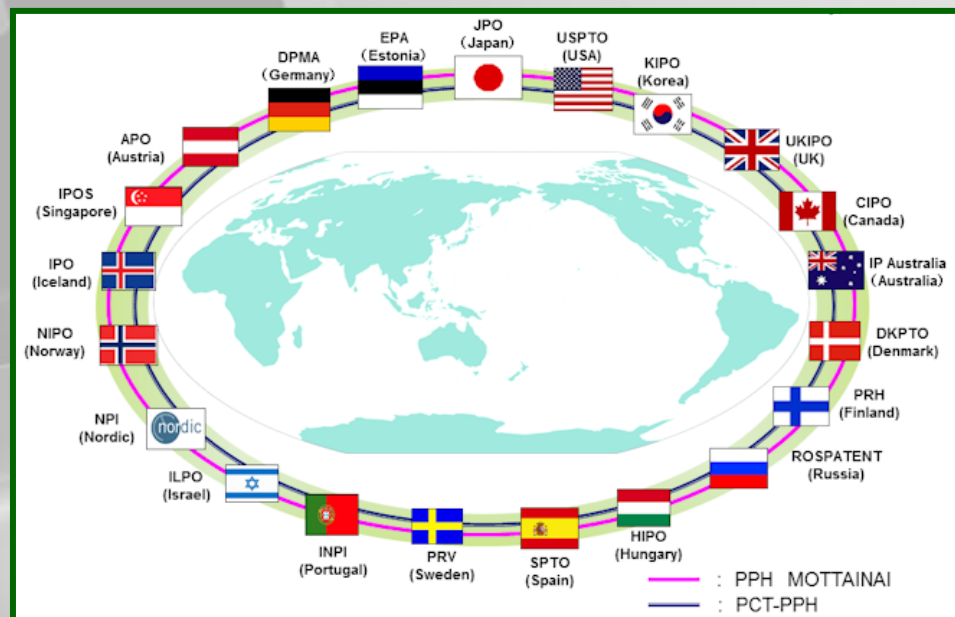 JPO
(Japan)
USPTO
(USA)
KIPO
(Korea)
UKIPO
(UK)
CIPO
(Canada)
IP Australia
(Australia)
DKPTO
(Denmark)
PRH
(Finland)
ROSPATENT
(Russia)
HIPO
(Hungary)
SPTO
(Spain)
PRV
(Sweden)
INPI
(Portugal)
ILPO
(Israel)
NPI
(Nordic)
nordic
NIPO
(Norway)
IPO
(Iceland)
IPOS
(Singapore)
APO
(Austria)
DPMA
(Germany)
EPA
(Estonia)
: PPH MOTTAINAI
: PCT-PPH